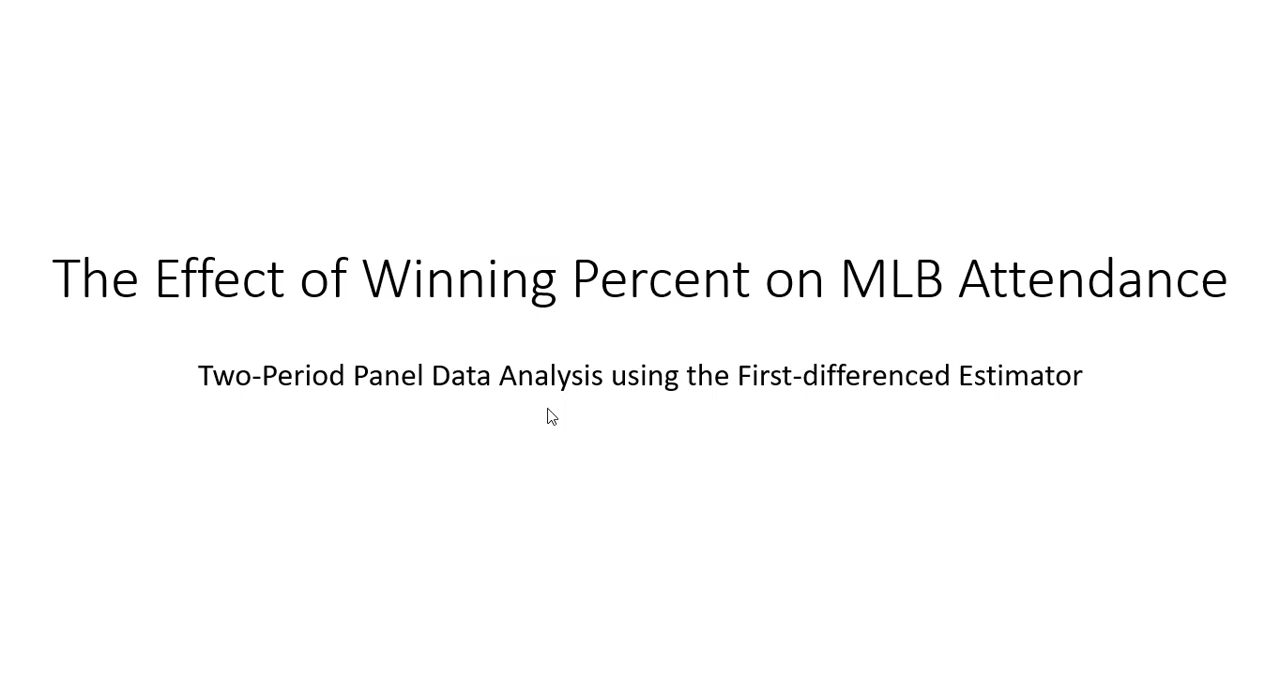 The Effect of Winning Percent on MLB Attendance
Two-Period Panel Data Analysis using the First-differenced Estimator